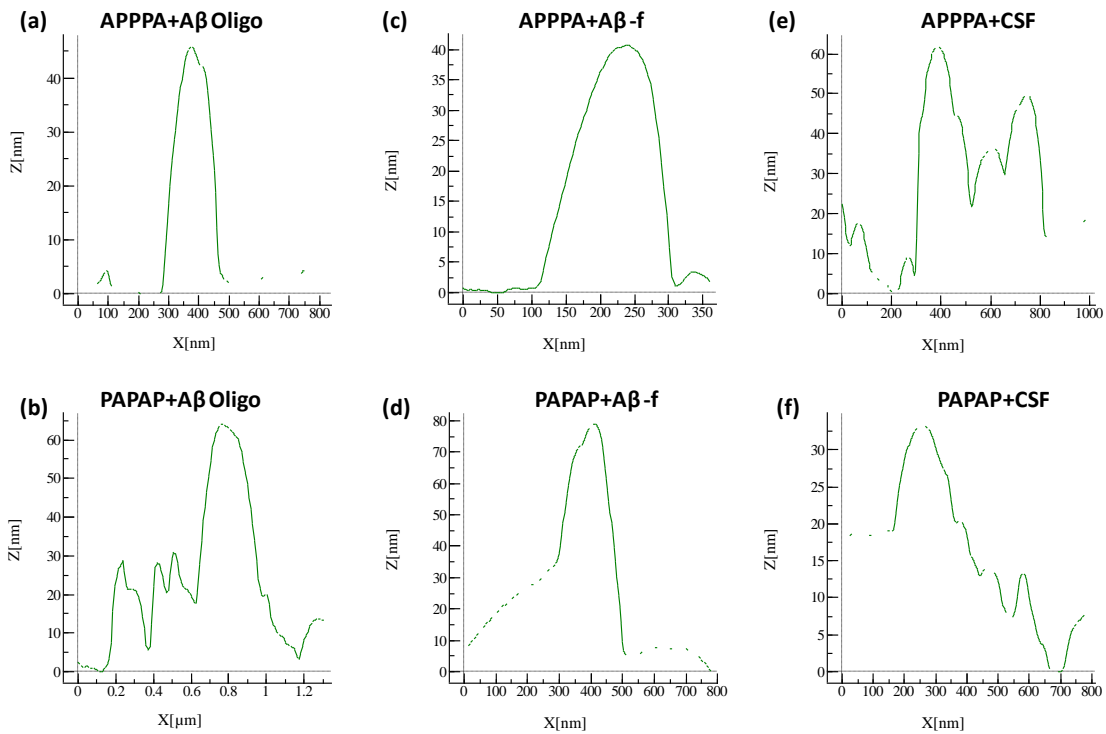 (a) APPPA+Aβ Oligo
Z[nm]
40
30
20
10
0
0 100 200 300 400 500 600 700 800
X[nm]
(c) APPPA+Aβ-f
Z[nm]
40
35
30
25
20
15
10
5
0
0 50 100 150 200 250 300 350
X[nm]
(e) APPPA+CSF
Z[nm]
60
50
40
30
20
10
0
0 200 400 600 800 1000
X[nm]
(b) PAPAP+Aβ Oligo
Z[nm]
60
50
40
30
20
10
0
0 0.2 0.4 0.6 0.8 1 1.2
X[µm]
(d) PAPAP+Aβ-f
Z[nm]
80
70
60
50
40
30
20
10
0
0 100 200 300 400 500 600 700 800
X[nm]
(f) PAPAP+CSF
Z[nm]
30
25
20
15
10
5
0
0 100 200 300 400 500 600 700 800
X[nm]